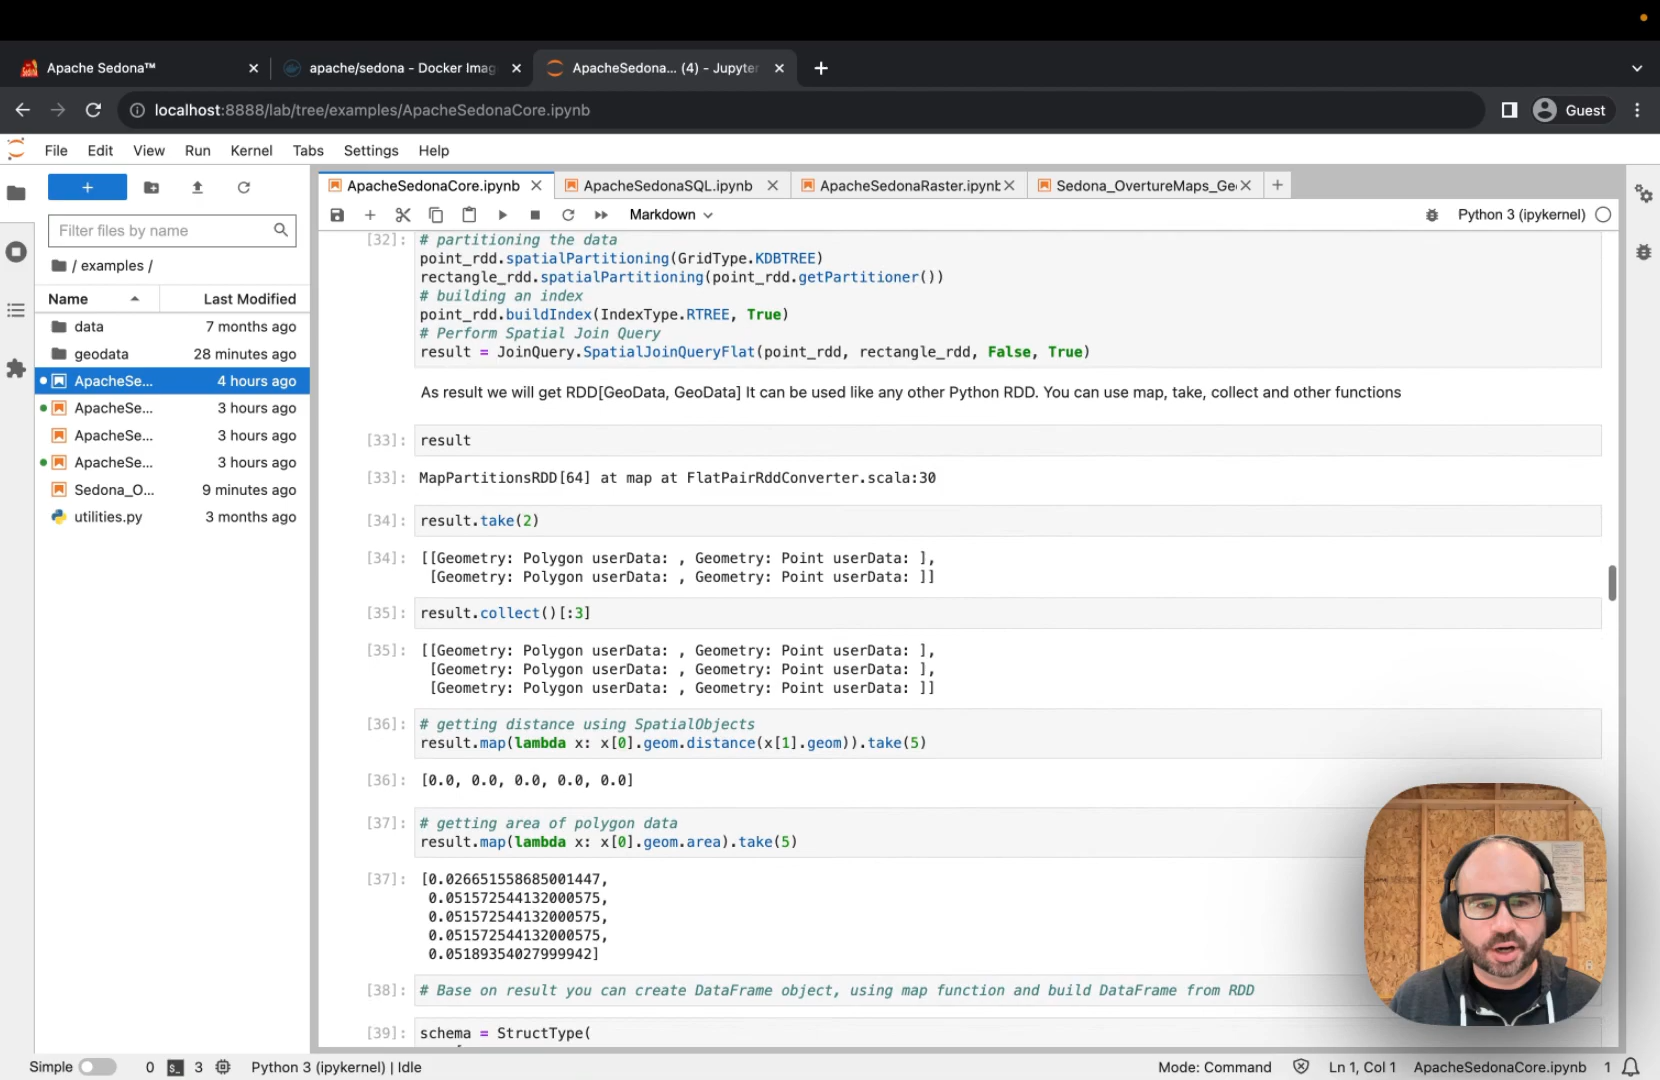 Apache Sedona™
apache/sedona - Docker Imag
ApacheSedona... (4) - Jupyter
localhost:8888/lab/tree/examples/ApacheSedonaCore.ipynb
Guest
File Edit View Run Kernel Tabs Settings Help
ApacheSedonaCore.ipynb
ApacheSedonaSQL.ipynb
ApacheSedonaRaster.ipynb
Sedona_OvertureMaps_Ge
Markdown
Python 3 (ipykernel)
Filter files by name
/ examples /
Name Last Modified
data 7 months ago
geodata 28 minutes ago
ApacheSe... 4 hours ago
ApacheSe... 3 hours ago
ApacheSe... 3 hours ago
ApacheSe... 3 hours ago
Sedona_O... 9 minutes ago
utilities.py 3 months ago
[32]: # partitioning the data
point_rdd.spatialPartitioning(GridType.KDBTREE)
rectangle_rdd.spatialPartitioning(point_rdd.getPartitioner())
# building an index
point_rdd.buildIndex(IndexType.RTREE, True)
# Perform Spatial Join Query
result = JoinQuery.SpatialJoinQueryFlat(point_rdd, rectangle_rdd, False, True)
As result we will get RDD[GeoData, GeoData] It can be used like any other Python RDD. You can use map, take, collect and other functions
[33]: result
[33]: MapPartitionsRDD[64] at map at FlatPairRddConverter.scala:30
[34]: result.take(2)
[34]: [[Geometry: Polygon userData: , Geometry: Point userData: ],
[Geometry: Polygon userData: , Geometry: Point userData: ]]
[35]: result.collect()[:3]
[35]: [[Geometry: Polygon userData: , Geometry: Point userData: ],
[Geometry: Polygon userData: , Geometry: Point userData: ],
[Geometry: Polygon userData: , Geometry: Point userData: ]]
[36]: # getting distance using SpatialObjects
result.map(lambda x: x[0].geom.distance(x[1].geom)).take(5)
[36]: [0.0, 0.0, 0.0, 0.0, 0.0]
[37]: # getting area of polygon data
result.map(lambda x: x[0].geom.area).take(5)
[37]: [0.026651558685001447,
0.051572544132000575,
0.051572544132000575,
0.051572544132000575,
0.05189354027999942]
[38]: # Base on result you can create DataFrame object, using map function and build DataFrame from RDD
[39]: schema = StructType(
Simple 0 3 Python 3 (ipykernel) | Idle
Mode: Command Ln 1, Col 1 ApacheSedonaCore.ipynb 1